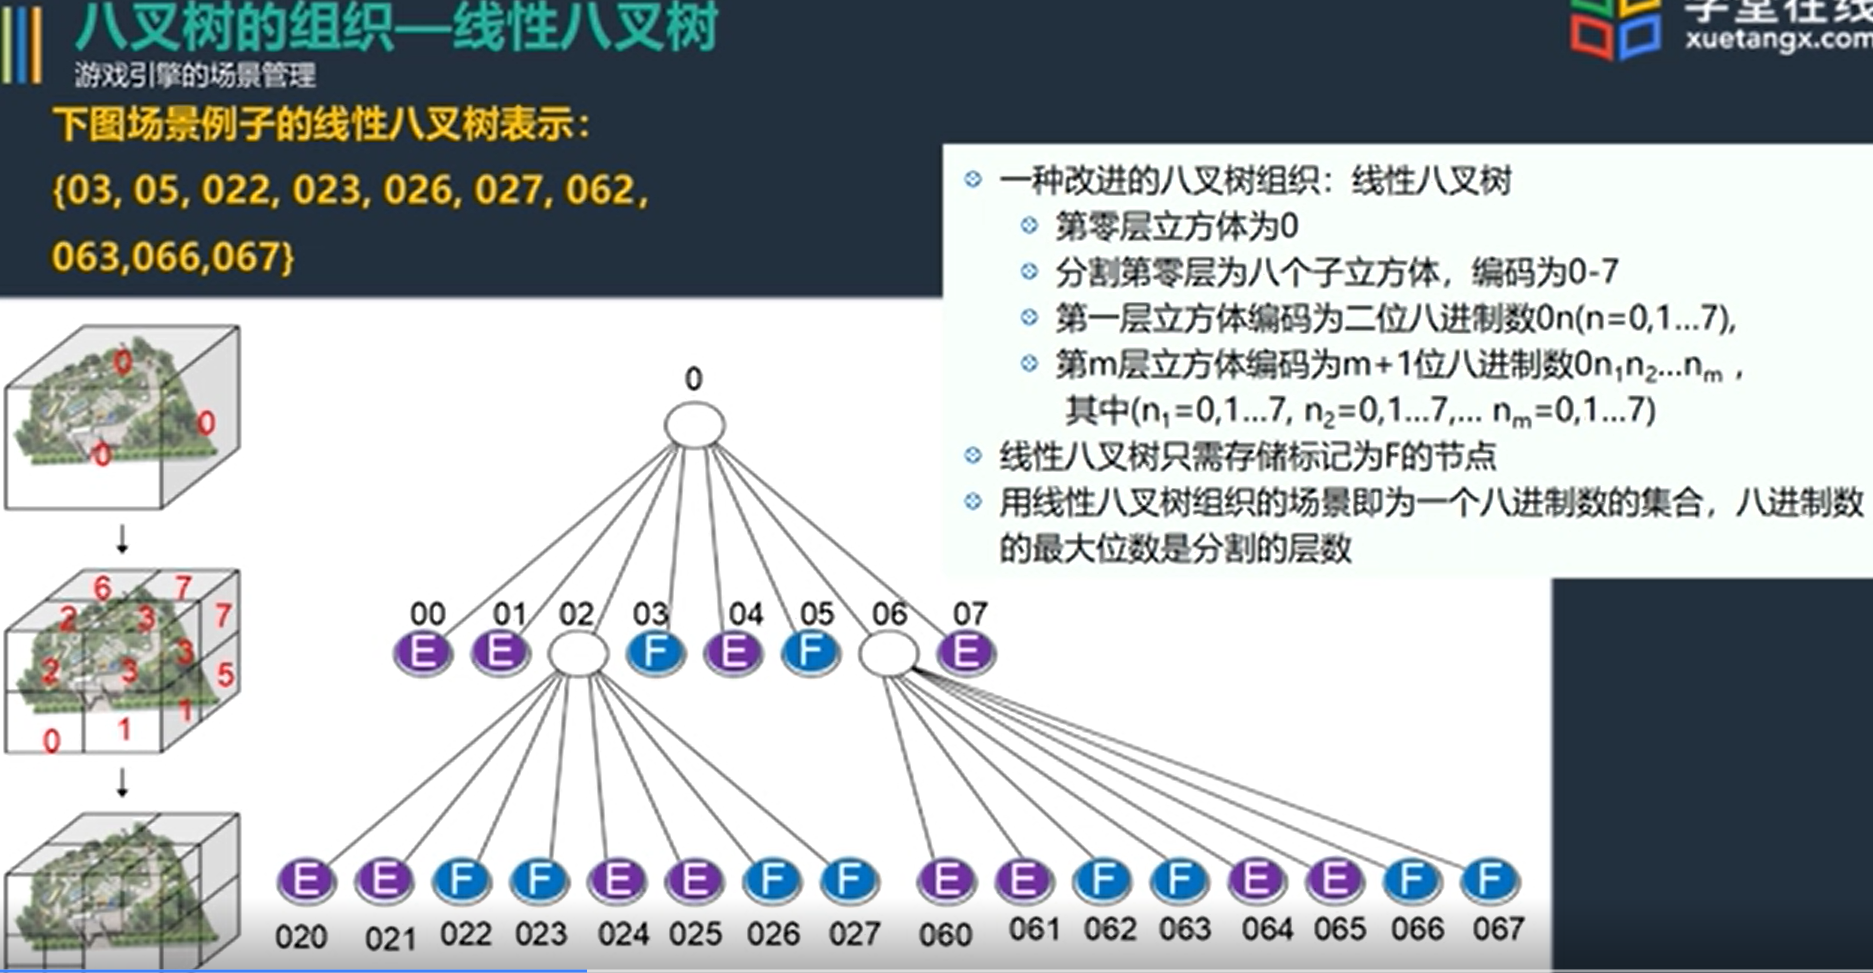 八叉树的组织—线性八叉树
学堂在线
xuetangx.com
游戏引擎的场景管理
下图场景例子的线性八叉树表示：
{03, 05, 022, 023, 026, 027, 062,
063,066,067}
一种改进的八叉树组织：线性八叉树
第零层立方体为0
分割第零层为八个子立方体，编码为0-7
第一层立方体编码为二位八进制数0n(n=0,1...7),
第m层立方体编码为m+1位八进制数0n₁n₂...nₘ ,
其中(n₁=0,1...7, n₂=0,1...7,... nₘ=0,1...7)
线性八叉树只需存储标记为F的节点
用线性八叉树组织的场景即为一个八进制数的集合，八进制数
的最大位数是分割的层数
0
0
0
6 7
2 3 7
2 3 3 5
0 1 1
0
00 01 02 03 04 05 06 07
E E F E F E
E E F F E E F F E E F F E E F F
020 021 022 023 024 025 026 027 060 061 062 063 064 065 066 067